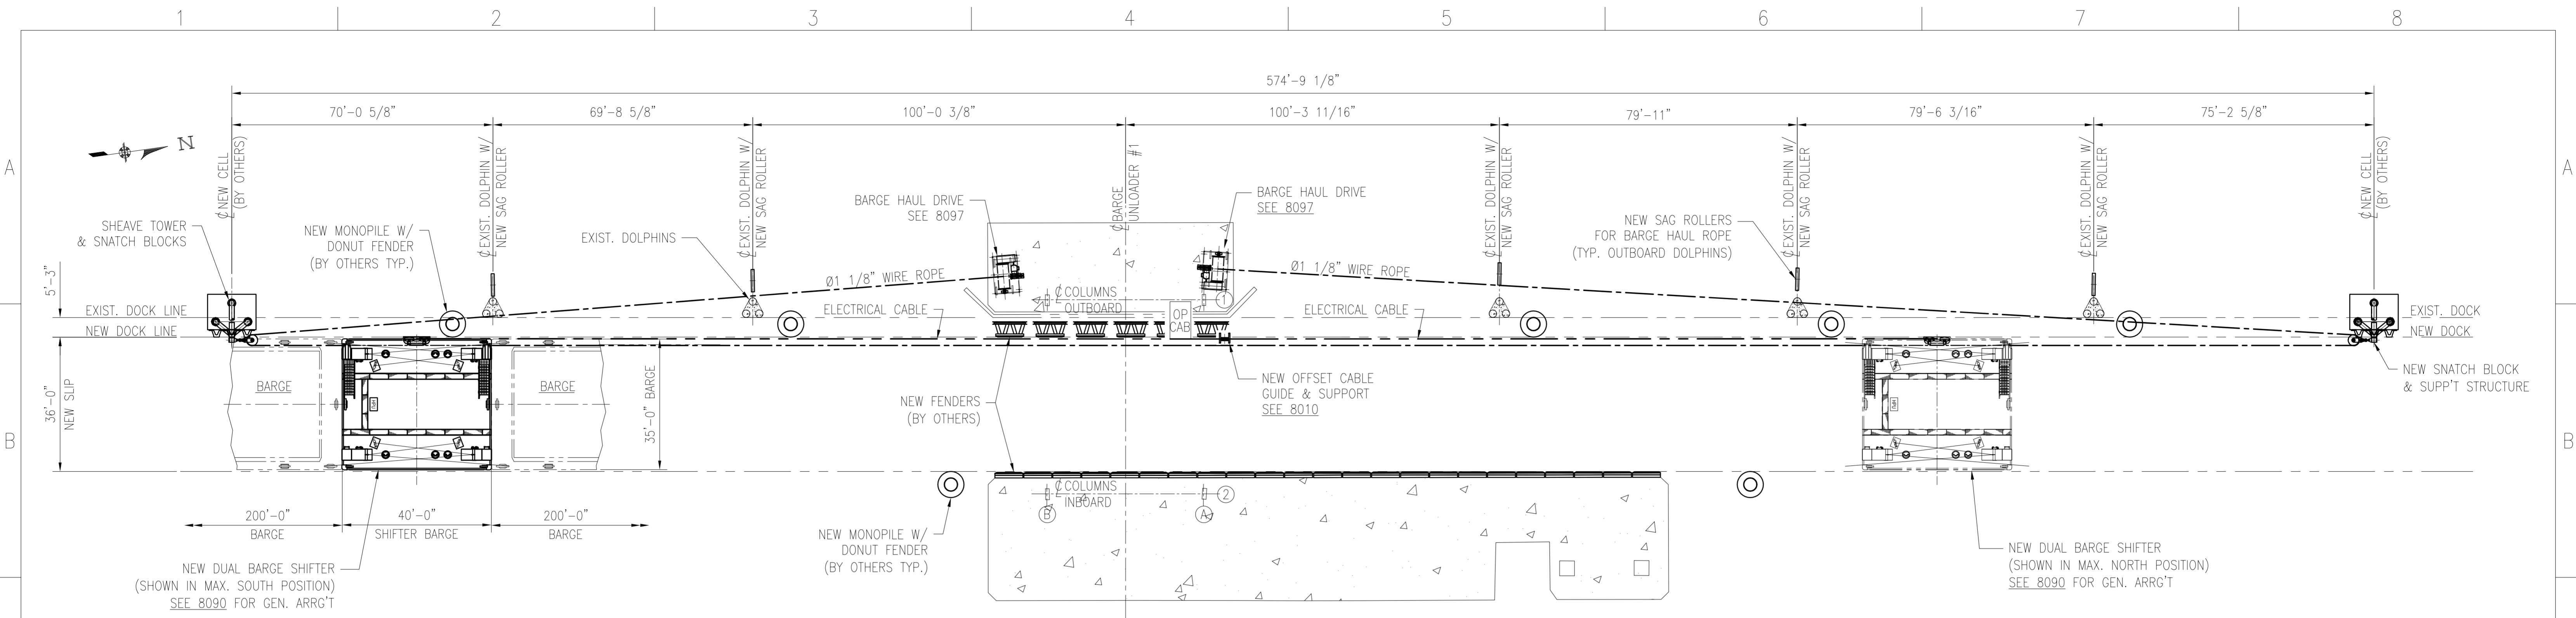 1
2
3
4
5
6
7
8
574'-9 1/8"
70'-0 5/8"
69'-8 5/8"
100'-0 3/8"
100'-3 11/16"
79'-11"
79'-6 3/16"
75'-2 5/8"
N
A
A
℄ NEW CELL
(BY OTHERS)
℄ EXIST. DOLPHIN W/
NEW SAG ROLLER
℄ EXIST. DOLPHIN W/
NEW SAG ROLLER
℄ BARGE
UNLOADER #1
℄ EXIST. DOLPHIN W/
NEW SAG ROLLER
℄ EXIST. DOLPHIN W/
NEW SAG ROLLER
℄ EXIST. DOLPHIN W/
NEW SAG ROLLER
℄ NEW CELL
(BY OTHERS)
SHEAVE TOWER
& SNATCH BLOCKS
NEW MONOPILE W/
DONUT FENDER
(BY OTHERS TYP.)
EXIST. DOLPHINS
BARGE HAUL DRIVE
SEE 8097
BARGE HAUL DRIVE
SEE 8097
NEW SAG ROLLERS
FOR BARGE HAUL ROPE
(TYP. OUTBOARD DOLPHINS)
Ø1 1/8" WIRE ROPE
Ø1 1/8" WIRE ROPE
5'-3"
EXIST. DOCK LINE
NEW DOCK LINE
ELECTRICAL CABLE
℄ COLUMNS
OUTBOARD
1
OP
CAB
ELECTRICAL CABLE
EXIST. DOCK
NEW DOCK
36'-0"
NEW SLIP
BARGE
HPU
BARGE
35'-0" BARGE
NEW FENDERS
(BY OTHERS)
NEW OFFSET CABLE
GUIDE & SUPPORT
SEE 8010
HPU
NEW SNATCH BLOCK
& SUPP'T STRUCTURE
B
B
℄ COLUMNS
INBOARD
2
B
A
200'-0"
BARGE
40'-0"
SHIFTER BARGE
200'-0"
BARGE
NEW MONOPILE W/
DONUT FENDER
(BY OTHERS TYP.)
NEW DUAL BARGE SHIFTER
(SHOWN IN MAX. SOUTH POSITION)
SEE 8090 FOR GEN. ARRG'T
NEW DUAL BARGE SHIFTER
(SHOWN IN MAX. NORTH POSITION)
SEE 8090 FOR GEN. ARRG'T